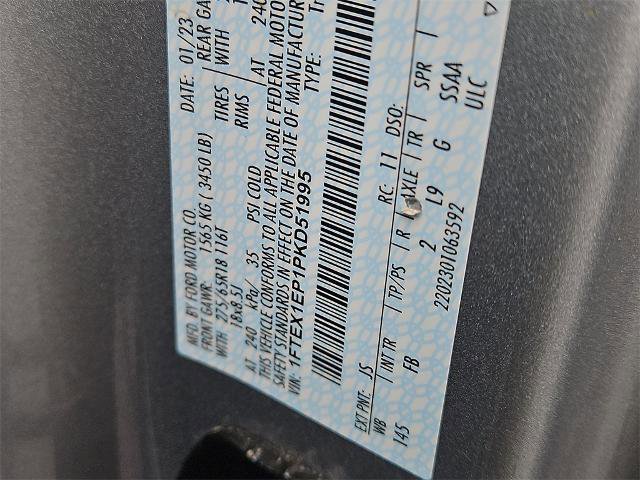 BY FORD MOTOR CO. DATE: 01/23
FRONT GAWR: 1565 KG ( 3450 LB) REAR GA
WITH 275/65R18 116T TIRES WITH
18x8.5J RIMS
AT 240 kPa/ 35 PSI COLD AT 240
THIS VEHICLE CONFORMS TO ALL APPLICABLE FEDERAL MOTO
SAFETY STANDARDS IN EFFECT ON THE DATE OF MANUFACTUR
VIN: 1FTEX1EP1PKD51995 TYPE:
EXT PNT: JS RC: 11 DSO:
WB INT TR TP/PS R AXLE TR SPR
145 FB 2 L9 G SSAA
2202301063592 ULC